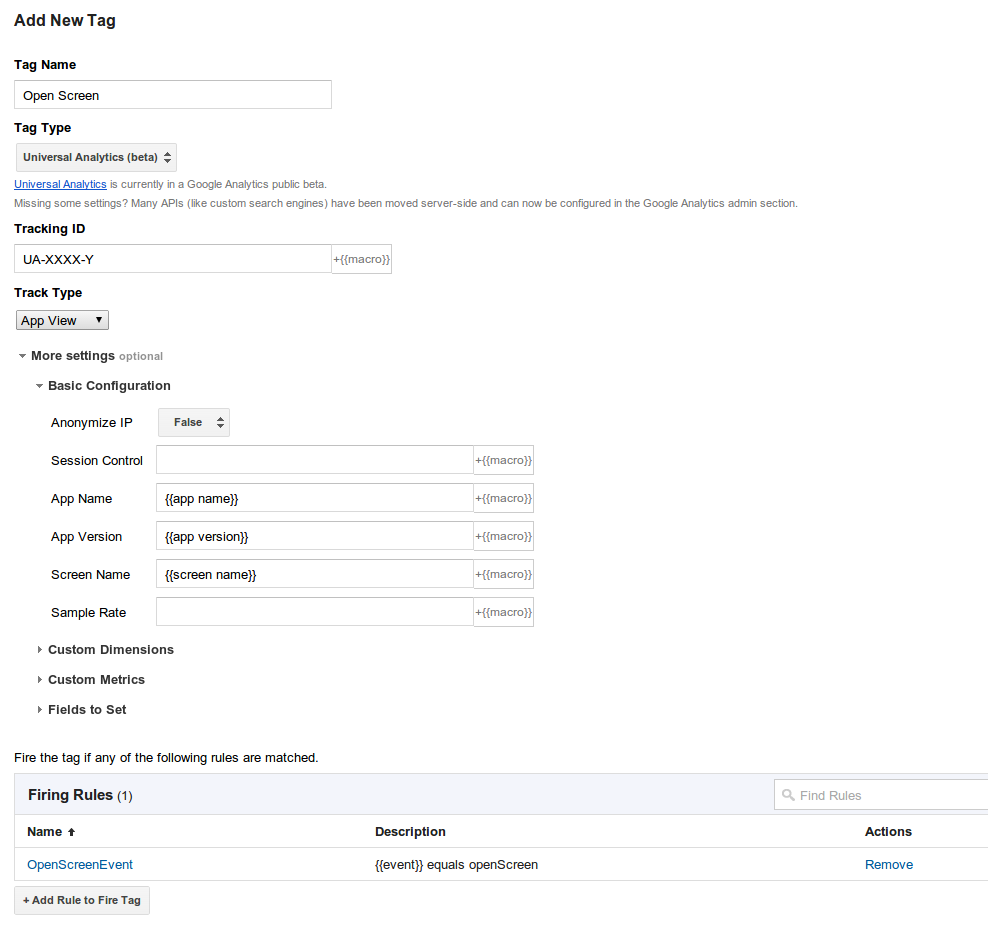 Add New Tag
Tag Name
Open Screen
Tag Type
Universal Analytics (beta)
Universal Analytics is currently in a Google Analytics public beta.
Missing some settings? Many APIs (like custom search engines) have been moved server-side and can now be configured in the Google Analytics admin section.
Tracking ID
UA-XXXX-Y +{{macro}}
Track Type
App View
More settings optional
Basic Configuration
Anonymize IP False
Session Control +{{macro}}
App Name {{app name}} +{{macro}}
App Version {{app version}} +{{macro}}
Screen Name {{screen name}} +{{macro}}
Sample Rate +{{macro}}
Custom Dimensions
Custom Metrics
Fields to Set
Fire the tag if any of the following rules are matched.
Firing Rules (1) Find Rules
Name Description Actions
OpenScreenEvent {{event}} equals openScreen Remove
+ Add Rule to Fire Tag